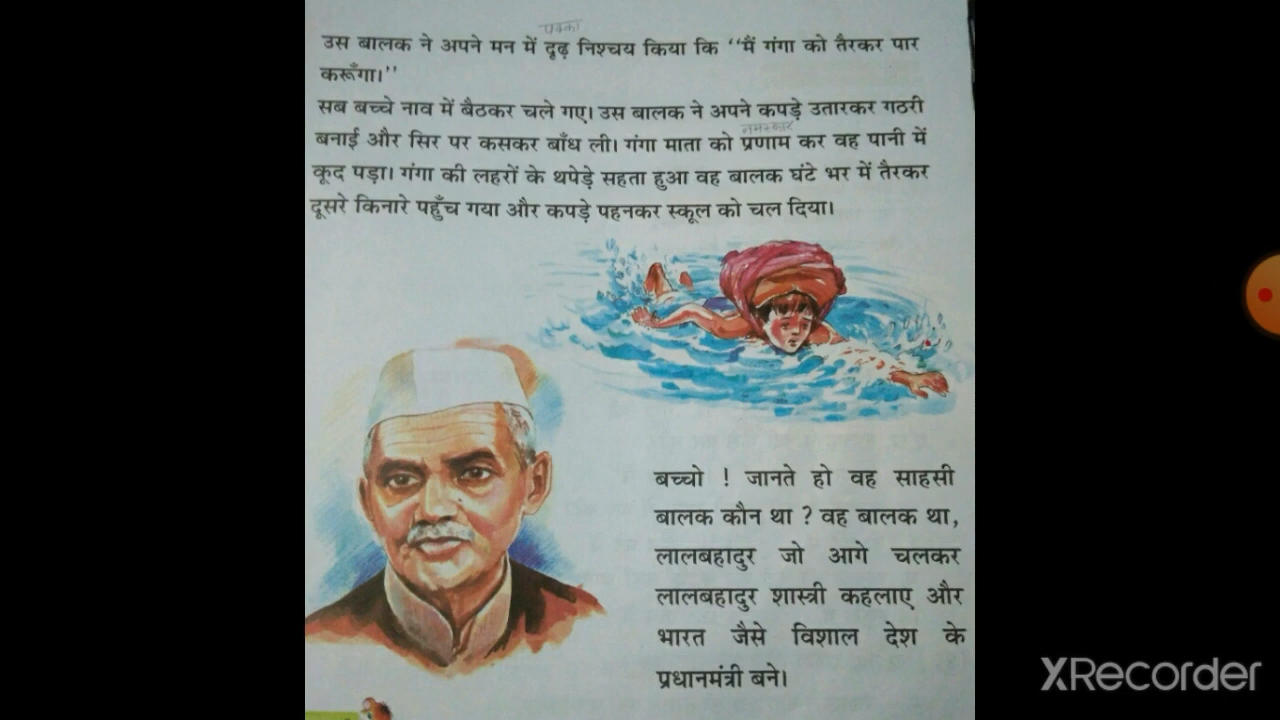 पक्का
उस बालक ने अपने मन में दृढ़ निश्चय किया कि “मैं गंगा को तैरकर पार
करूँगा।”
सब बच्चे नाव में बैठकर चले गए। उस बालक ने अपने कपड़े उतारकर गठरी
नमस्कार
बनाई और सिर पर कसकर बाँध ली। गंगा माता को प्रणाम कर वह पानी में
कूद पड़ा। गंगा की लहरों के थपेड़े सहता हुआ वह बालक घंटे भर में तैरकर
दूसरे किनारे पहुँच गया और कपड़े पहनकर स्कूल को चल दिया।
बच्चो ! जानते हो वह साहसी
बालक कौन था ? वह बालक था,
लालबहादुर जो आगे चलकर
लालबहादुर शास्त्री कहलाए और
भारत जैसे विशाल देश के
प्रधानमंत्री बने।
XRecorder